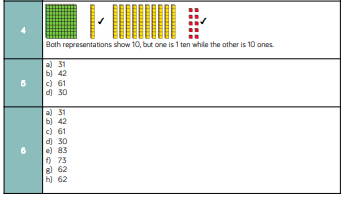 4
Both representations show 10, but one is 1 ten while the other is 10 ones.
5
a) 31
b) 42
c) 61
d) 30
6
a) 31
b) 42
c) 61
d) 30
e) 83
f) 73
g) 62
h) 62